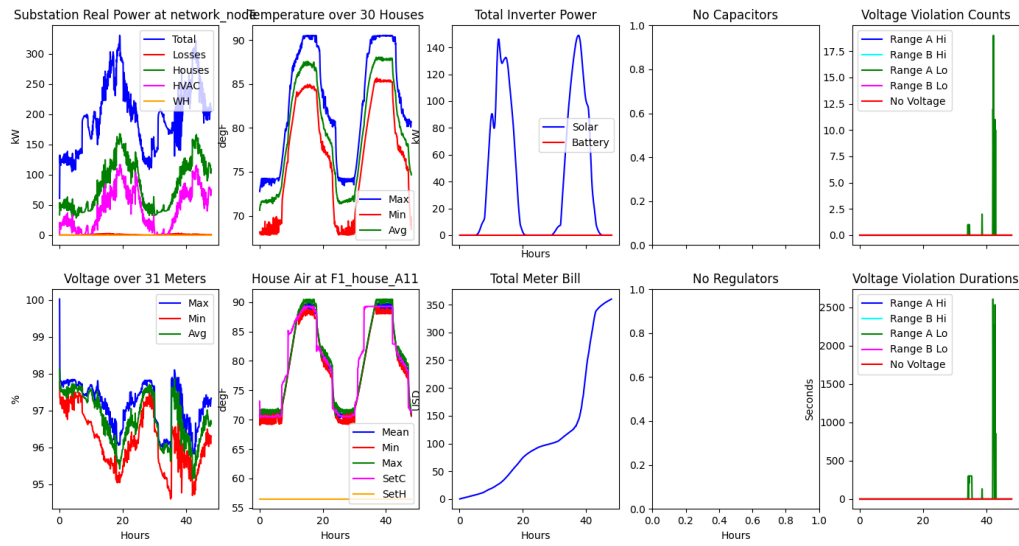 Substation Real Power at network_node
kW
350
300
250
200
150
100
50
0
Total
Losses
Houses
HVAC
WH
Temperature over 30 Houses
degF
90
85
80
75
70
Max
Min
Avg
Total Inverter Power
kW
140
120
100
80
60
40
20
0
Solar
Battery
Hours
No Capacitors
1.0
0.8
0.6
0.4
0.2
0.0
Voltage Violation Counts
17.5
15.0
12.5
10.0
7.5
5.0
2.5
0.0
Range A Hi
Range B Hi
Range A Lo
Range B Lo
No Voltage
Voltage over 31 Meters
%
100
99
98
97
96
95
Max
Min
Avg
0
20
40
Hours
House Air at F1_house_A11
degF
90
85
80
75
70
65
60
55
Mean
Min
Max
SetC
SetH
0
20
40
Hours
Total Meter Bill
USD
350
300
250
200
150
100
50
0
0
20
40
Hours
No Regulators
1.0
0.8
0.6
0.4
0.2
0.0
0.0
0.2
0.4
0.6
0.8
1.0
Hours
Voltage Violation Durations
Seconds
2500
2000
1500
1000
500
0
Range A Hi
Range B Hi
Range A Lo
Range B Lo
No Voltage
0
20
40
Hours